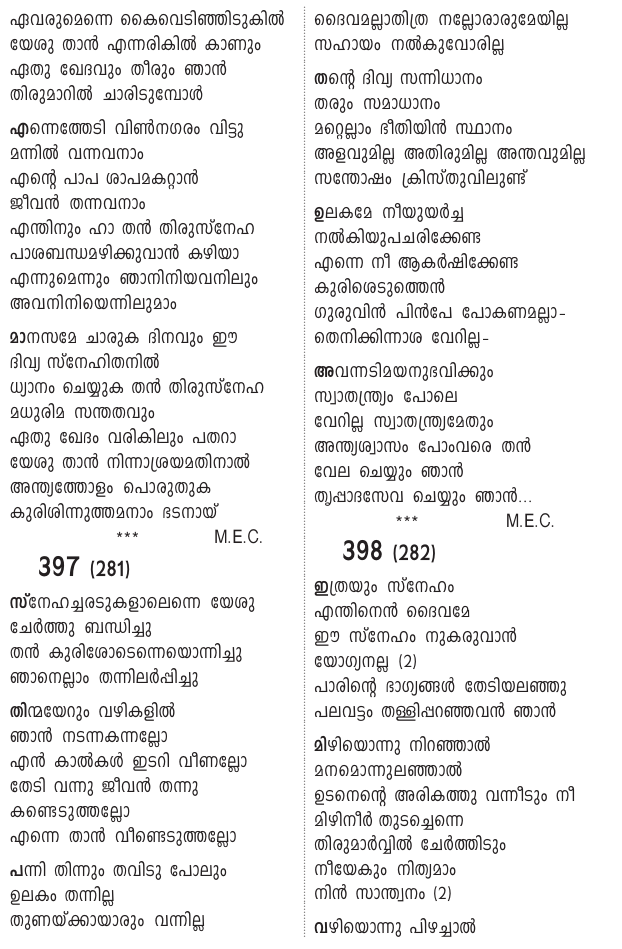 ഏവരുമെന്നെ കൈവെടിഞ്ഞിടുകിൽ
യേശു താൻ എന്നരികിൽ കാണും
ഏതു ഖേദവും തീരും ഞാൻ
തിരുമാറിൽ ചാരിടുമ്പോൾ
എന്നെത്തേടി വിൺനഗരം വിട്ടു
മന്നിൽ വന്നവനാം
എന്റെ പാപ ശാപമകറ്റാൻ
ജീവൻ തന്നവനാം
എന്തിനും ഹാ തൻ തിരുസ്നേഹ
പാശബന്ധമഴിക്കുവാൻ കഴിയാ
എന്നുമെന്നും ഞാനിനിയവനിലും
അവനിനിയെന്നിലുമാം
മാനസമേ ചാരുക ദിനവും ഈ
ദിവ്യ സ്നേഹിതനിൽ
ധ്യാനം ചെയ്യുക തൻ തിരുസ്നേഹ
മധുരിമ സന്തതവും
ഏതു ഖേദം വരികിലും പതറാ
യേശു താൻ നിന്നാശ്രയമതിനാൽ
അന്ത്യത്തോളം പൊരുതുക
കുരിശിന്നുത്തമനാം ഭടനായ്
*** M.E.C.
397 (281)
സ്നേഹച്ചരടുകളാലെന്നെ യേശു
ചേർത്തു ബന്ധിച്ചു
തൻ കുരിശോടെന്നെയൊന്നിച്ചു
ഞാനെല്ലാം തന്നിലർപ്പിച്ചു
തിന്മയേറും വഴികളിൽ
ഞാൻ നടന്നകന്നല്ലോ
എൻ കാൽകൾ ഇടറി വീണല്ലോ
തേടി വന്നു ജീവൻ തന്നു
കണ്ടെടുത്തല്ലോ
എന്നെ താൻ വീണ്ടെടുത്തല്ലോ
പന്നി തിന്നും തവിടു പോലും
ഉലകം തന്നില്ല
തുണയ്ക്കായാരും വന്നില്ല
ദൈവമല്ലാതിത്ര നല്ലോരാരുമേയില്ല
സഹായം നൽകുവോരില്ല
തന്റെ ദിവ്യ സന്നിധാനം
തരും സമാധാനം
മറ്റെല്ലാം ഭീതിയിൻ സ്ഥാനം
അളവുമില്ല അതിരുമില്ല അന്തവുമില്ല
സന്തോഷം ക്രിസ്തുവിലുണ്ട്
ഉലകമേ നീയുയർച്ച
നൽകിയുപചരിക്കേണ്ട
എന്നെ നീ ആകർഷിക്കേണ്ട
കുരിശെടുത്തെൻ
ഗുരുവിൻ പിൻപേ പോകണമല്ലാ-
തെനിക്കിന്നാശ വേറില്ല-
അവന്നടിമയനുഭവിക്കും
സ്വാതന്ത്ര്യം പോലെ
വേറില്ല സ്വാതന്ത്ര്യമേതും
അന്ത്യശ്വാസം പോംവരെ തൻ
വേല ചെയ്യും ഞാൻ
തൃപ്പാദസേവ ചെയ്യും ഞാൻ...
*** M.E.C.
398 (282)
ഇത്രയും സ്നേഹം
എന്തിനെൻ ദൈവമേ
ഈ സ്നേഹം നുകരുവാൻ
യോഗ്യനല്ല (2)
പാരിന്റെ ഭാഗ്യങ്ങൾ തേടിയലഞ്ഞു
പലവട്ടം തള്ളിപ്പറഞ്ഞവൻ ഞാൻ
മിഴിയൊന്നു നിറഞ്ഞാൽ
മനമൊന്നുലഞ്ഞാൽ
ഉടനെന്റെ അരികത്തു വന്നീടും നീ
മിഴിനീർ തുടച്ചെന്നെ
തിരുമാർവ്വിൽ ചേർത്തിടും
നീയേകും നിത്യമാം
നിൻ സാന്ത്വനം (2)
വഴിയൊന്നു പിഴച്ചാൽ